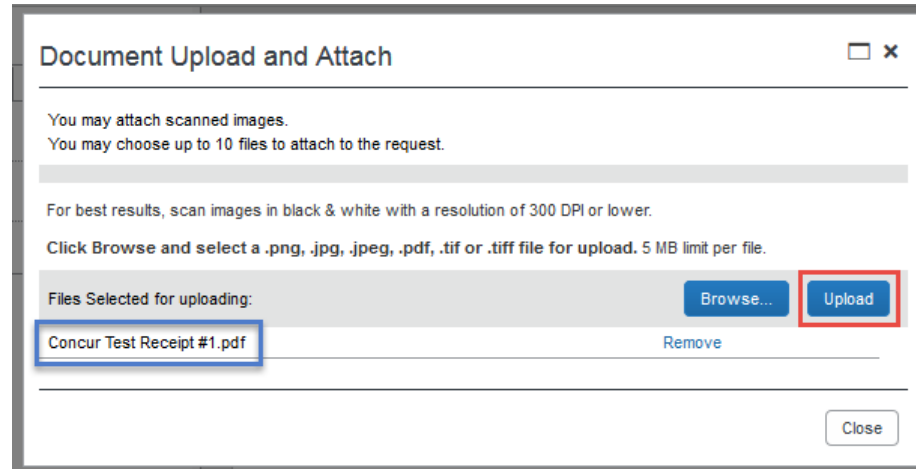 Document Upload and Attach
You may attach scanned images.
You may choose up to 10 files to attach to the request.
For best results, scan images in black & white with a resolution of 300 DPI or lower.
Click Browse and select a .png, .jpg, .jpeg, .pdf, .tif or .tiff file for upload. 5 MB limit per file.
Files Selected for uploading: Browse... Upload
Concur Test Receipt #1.pdf Remove
Close